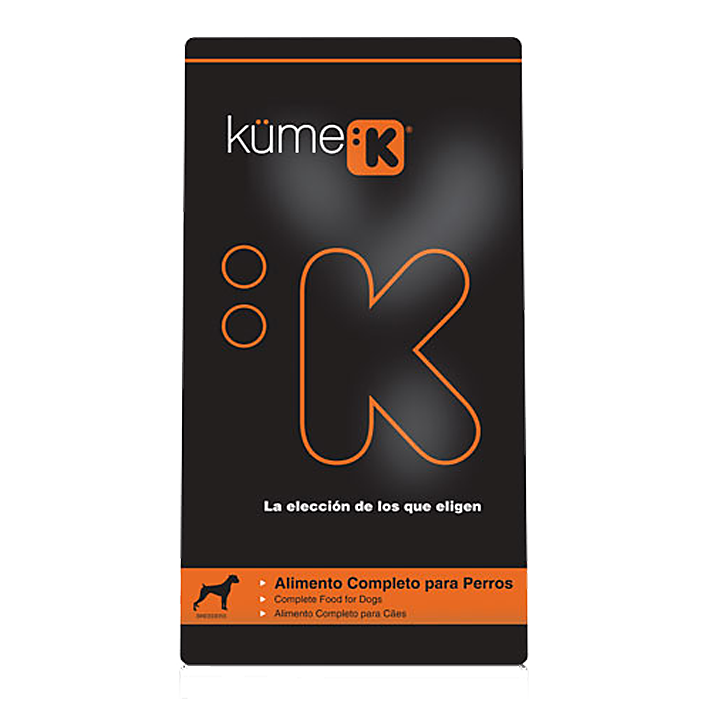 küme :K®
:K
La elección de los que eligen
Alimento Completo para Perros
Complete Food for Dogs
Alimento Completo para Cães